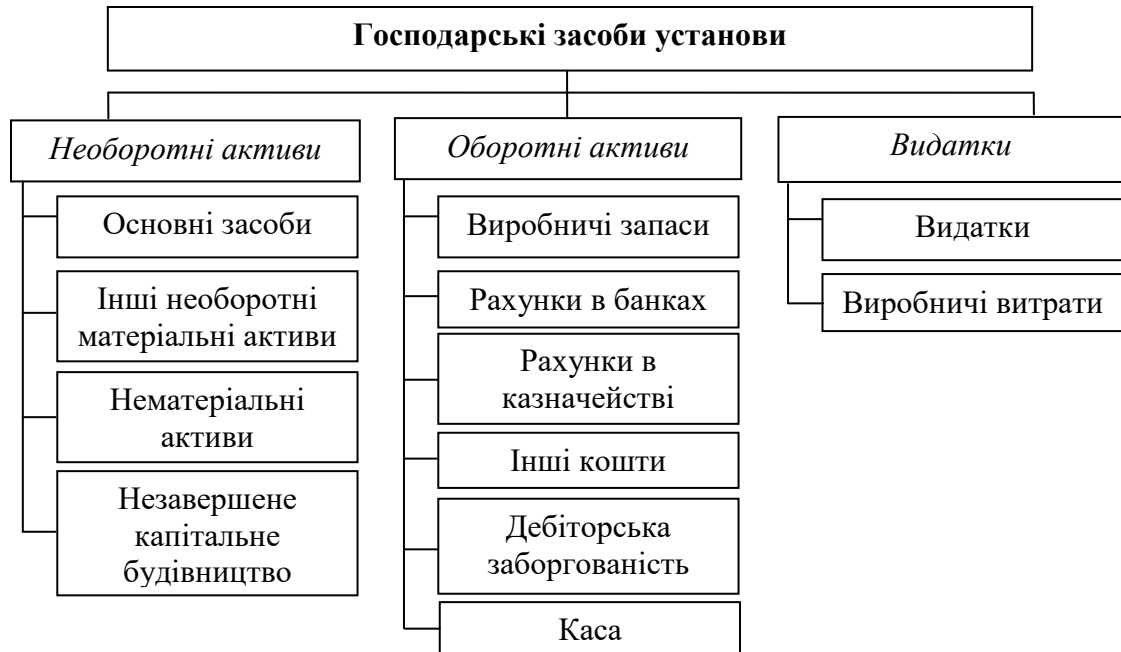 Господарські засоби установи
Необоротні активи
Основні засоби
Інші необоротні
матеріальні активи
Нематеріальні
активи
Незавершене
капітальне
будівництво
Оборотні активи
Виробничі запаси
Рахунки в банках
Рахунки в
казначействі
Інші кошти
Дебіторська
заборгованість
Каса
Видатки
Видатки
Виробничі витрати